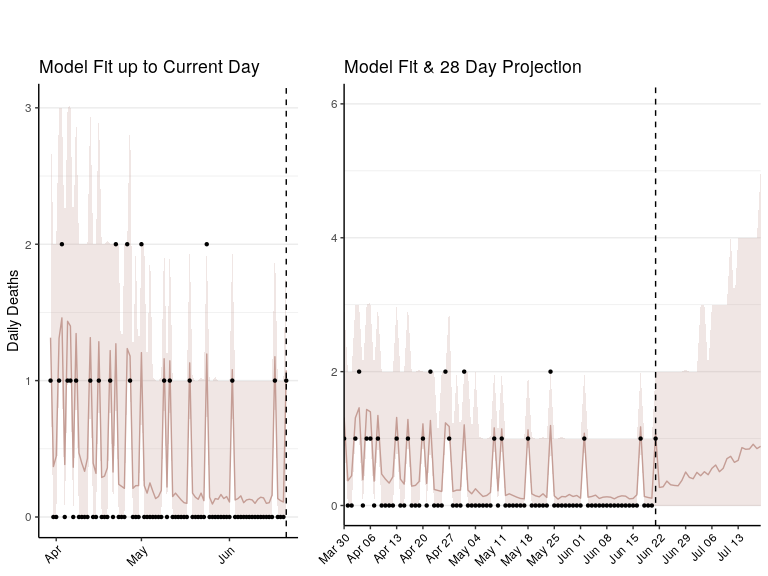 Model Fit up to Current Day
Model Fit & 28 Day Projection
Daily Deaths
3
2
1
0
Apr
May
Jun
6
4
2
0
Mar 30
Apr 06
Apr 13
Apr 20
Apr 27
May 04
May 11
May 18
May 25
Jun 01
Jun 08
Jun 15
Jun 22
Jun 29
Jul 06
Jul 13